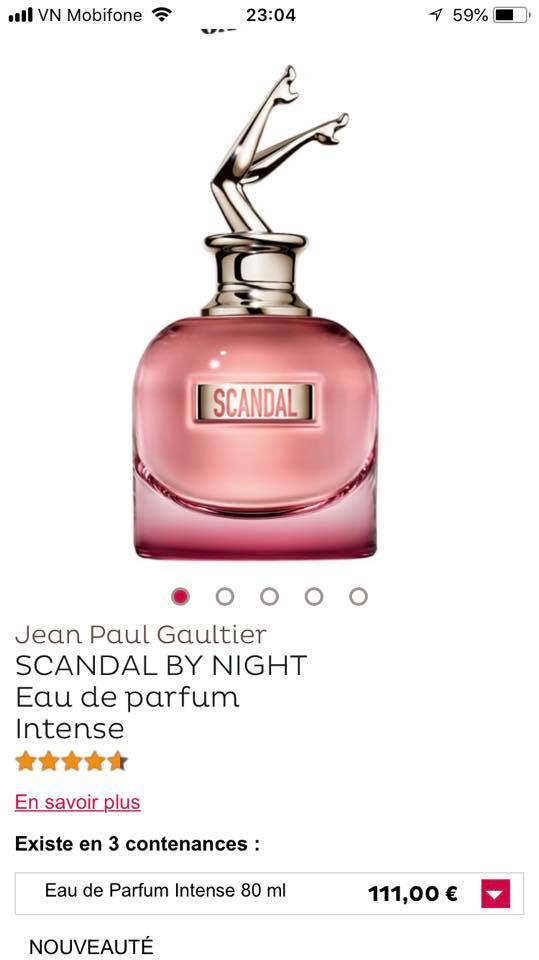 VN Mobifone 23:04 59%
SCANDAL
Jean Paul Gaultier
SCANDAL BY NIGHT
Eau de parfum
Intense
En savoir plus
Existe en 3 contenances :
Eau de Parfum Intense 80 ml 111,00 €
NOUVEAUTÉ